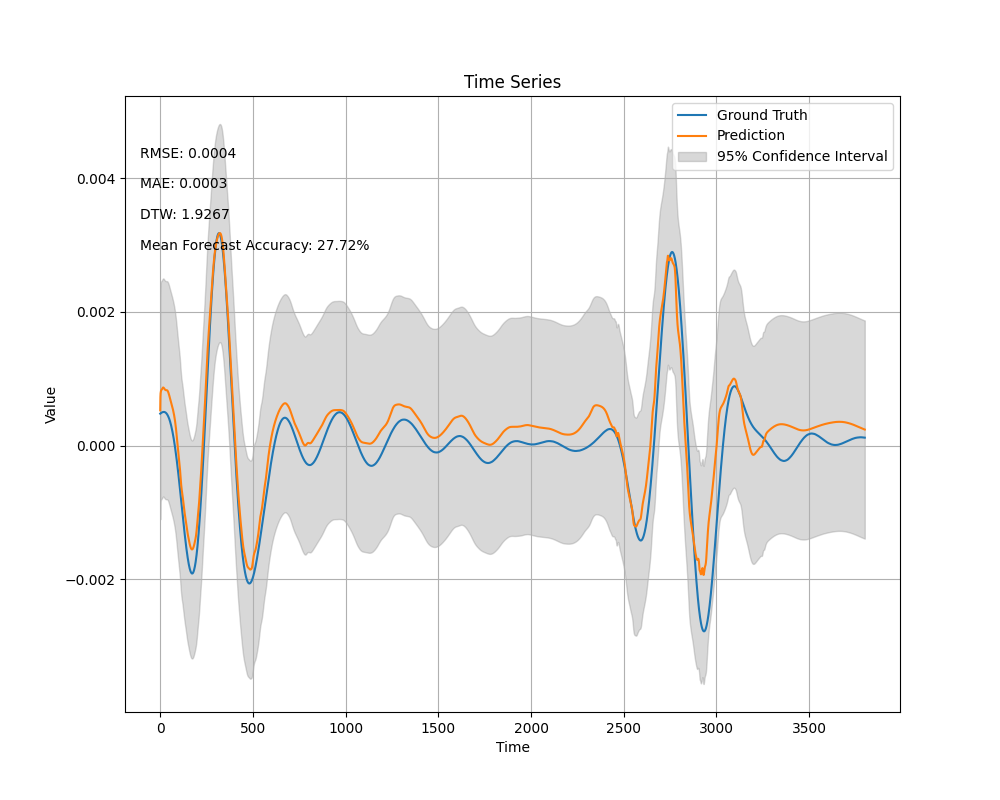 Time Series
Ground Truth
Prediction
95% Confidence Interval
RMSE: 0.0004
MAE: 0.0003
DTW: 1.9267
Mean Forecast Accuracy: 27.72%
Value
0.004
0.002
0.000
−0.002
0 500 1000 1500 2000 2500 3000 3500
Time